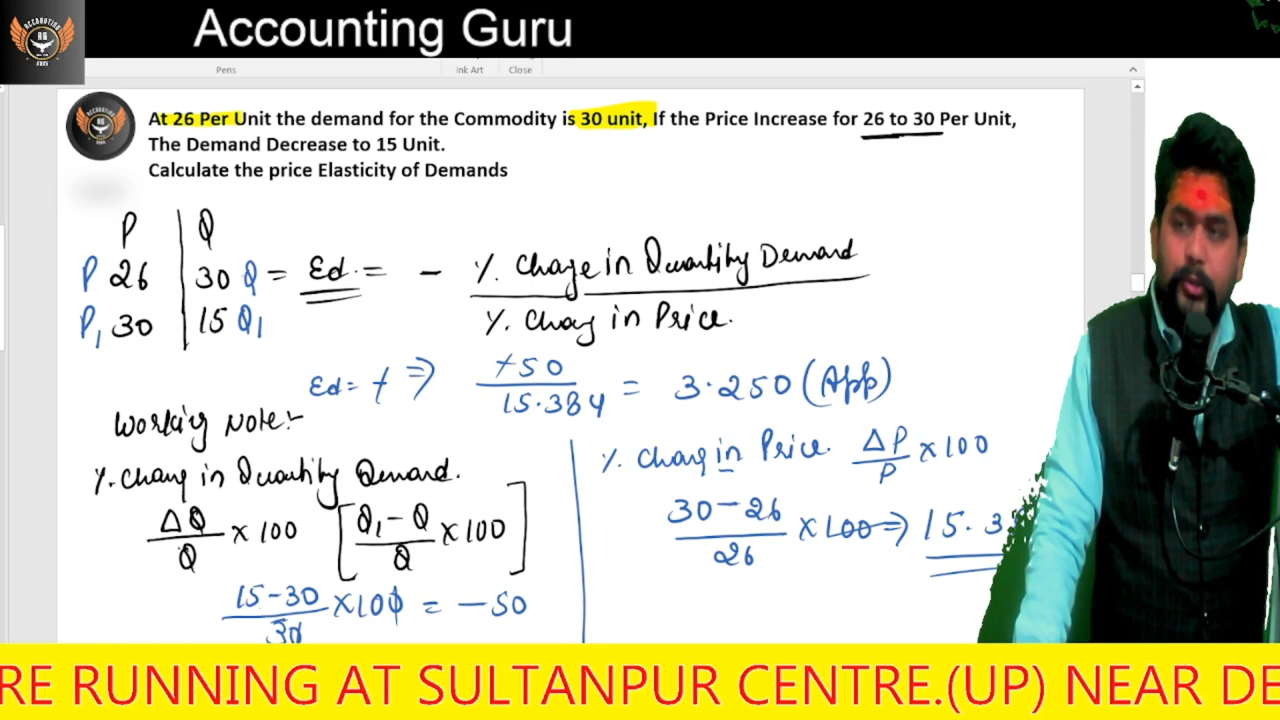 Accounting Guru
Pens
Ink Art
Close
At 26 Per Unit the demand for the Commodity is 30 unit, If the Price Increase for 26 to 30 Per Unit,
The Demand Decrease to 15 Unit.
Calculate the price Elasticity of Demands
P | Q
P 26 | 30 Q = Ed = - % Change in Quantity Demand
% Chang in Price.
P1 30 | 15 Q1
Ed = + ⇒ +50 / 15.384 = 3.250 (App)
Working Note:-
% Chang in Quantity Demand.
ΔQ / Q × 100 [ Q1 - Q / Q × 100 ]
15 - 30 / 30 × 100 = -50
% Chang in Price. ΔP / P × 100
30 - 26 / 26 × 100 ⇒ 15.3
RE RUNNING AT SULTANPUR CENTRE.(UP) NEAR DE